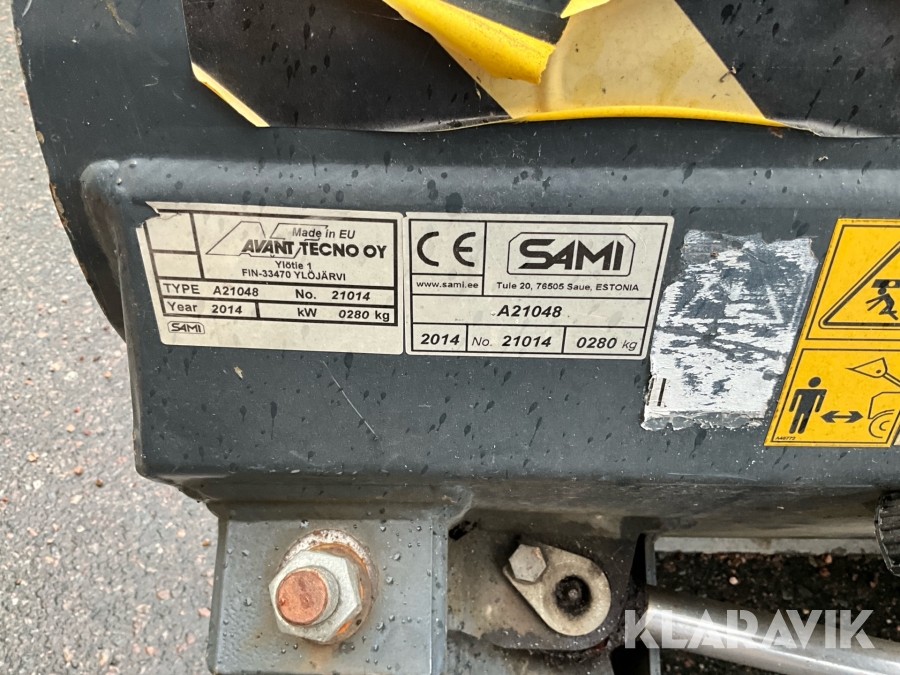 Made in EU
AVANT TECNO OY
Ylötie 1
FIN-33470 YLÖJÄRVI
TYPE A21048 No. 21014
Year 2014 kW 0280 kg
SAMI
CE SAMI
www.sami.ee Tule 20, 76505 Saue, ESTONIA
A21048
2014 No. 21014 0280 kg
A46772
KLARAVIK